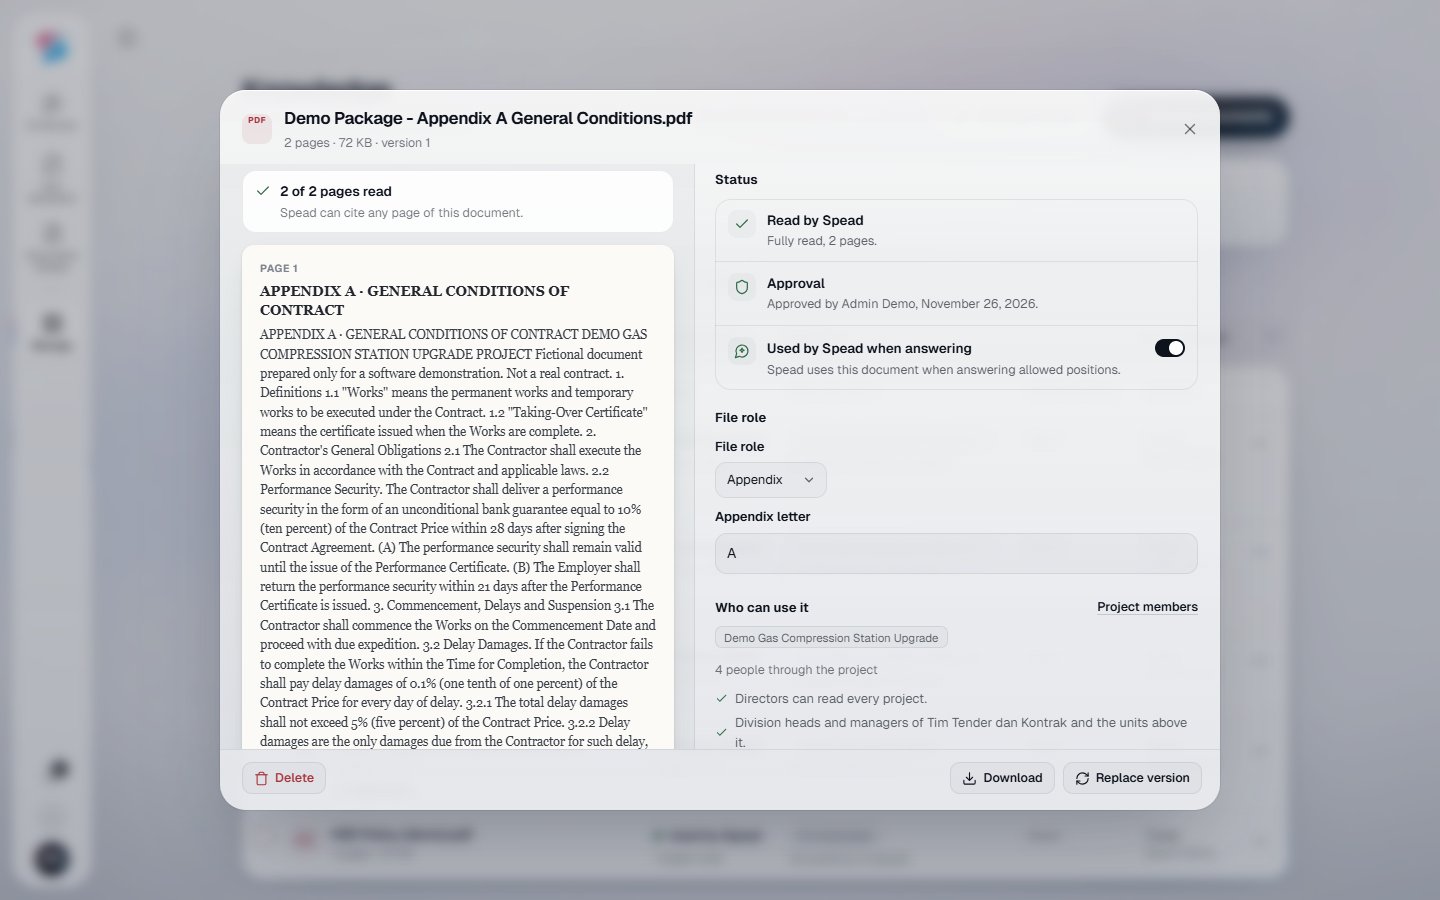 PDF
Demo Package - Appendix A General Conditions.pdf
2 pages · 72 KB · version 1
2 of 2 pages read
Spead can cite any page of this document.
PAGE 1
APPENDIX A · GENERAL CONDITIONS OF
CONTRACT
APPENDIX A · GENERAL CONDITIONS OF CONTRACT DEMO GAS
COMPRESSION STATION UPGRADE PROJECT Fictional document
prepared only for a software demonstration. Not a real contract. 1.
Definitions 1.1 "Works" means the permanent works and temporary
works to be executed under the Contract. 1.2 "Taking-Over Certificate"
means the certificate issued when the Works are complete. 2.
Contractor's General Obligations 2.1 The Contractor shall execute the
Works in accordance with the Contract and applicable laws. 2.2
Performance Security. The Contractor shall deliver a performance
security in the form of an unconditional bank guarantee equal to 10%
(ten percent) of the Contract Price within 28 days after signing the
Contract Agreement. (A) The performance security shall remain valid
until the issue of the Performance Certificate. (B) The Employer shall
return the performance security within 21 days after the Performance
Certificate is issued. 3. Commencement, Delays and Suspension 3.1 The
Contractor shall commence the Works on the Commencement Date and
proceed with due expedition. 3.2 Delay Damages. If the Contractor fails
to complete the Works within the Time for Completion, the Contractor
shall pay delay damages of 0.1% (one tenth of one percent) of the
Contract Price for every day of delay. 3.2.1 The total delay damages
shall not exceed 5% (five percent) of the Contract Price. 3.2.2 Delay
damages are the only damages due from the Contractor for such delay,
Status
Read by Spead
Fully read, 2 pages.
Approval
Approved by Admin Demo, November 26, 2026.
Used by Spead when answering
Spead uses this document when answering allowed positions.
File role
File role
Appendix
Appendix letter
A
Who can use it
Project members
Demo Gas Compression Station Upgrade
4 people through the project
Directors can read every project.
Division heads and managers of Tim Tender dan Kontrak and the units above
it.
Delete
Download
Replace version